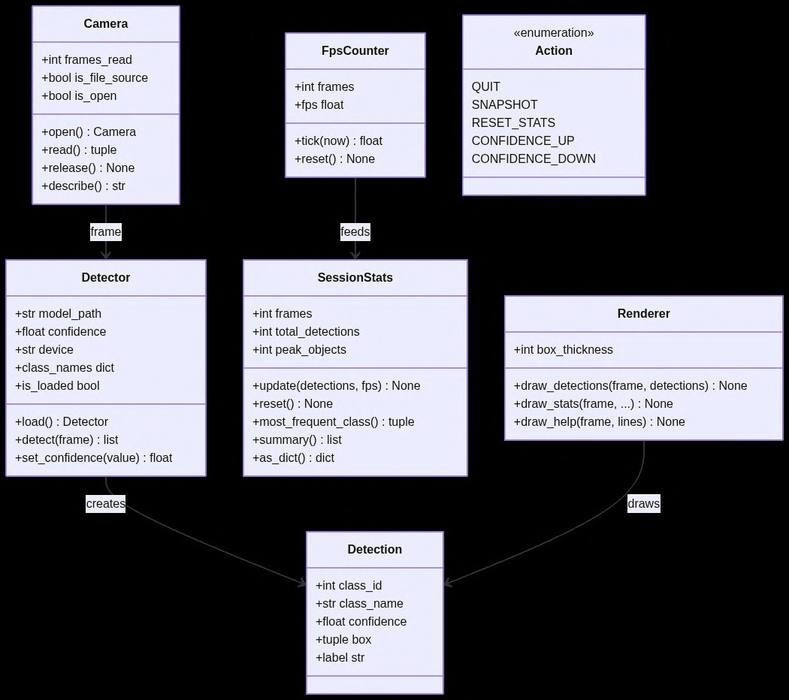 Camera
+int frames_read
+bool is_file_source
+bool is_open
+open() : Camera
+read() : tuple
+release() : None
+describe() : str
FpsCounter
+int frames
+fps float
+tick(now) : float
+reset() : None
«enumeration»
Action
QUIT
SNAPSHOT
RESET_STATS
CONFIDENCE_UP
CONFIDENCE_DOWN
frame
feeds
Detector
+str model_path
+float confidence
+str device
+class_names dict
+is_loaded bool
+load() : Detector
+detect(frame) : list
+set_confidence(value) : float
SessionStats
+int frames
+int total_detections
+int peak_objects
+update(detections, fps) : None
+reset() : None
+most_frequent_class() : tuple
+summary() : list
+as_dict() : dict
Renderer
+int box_thickness
+draw_detections(frame, detections) : None
+draw_stats(frame, ...) : None
+draw_help(frame, lines) : None
creates
draws
Detection
+int class_id
+str class_name
+float confidence
+tuple box
+label str